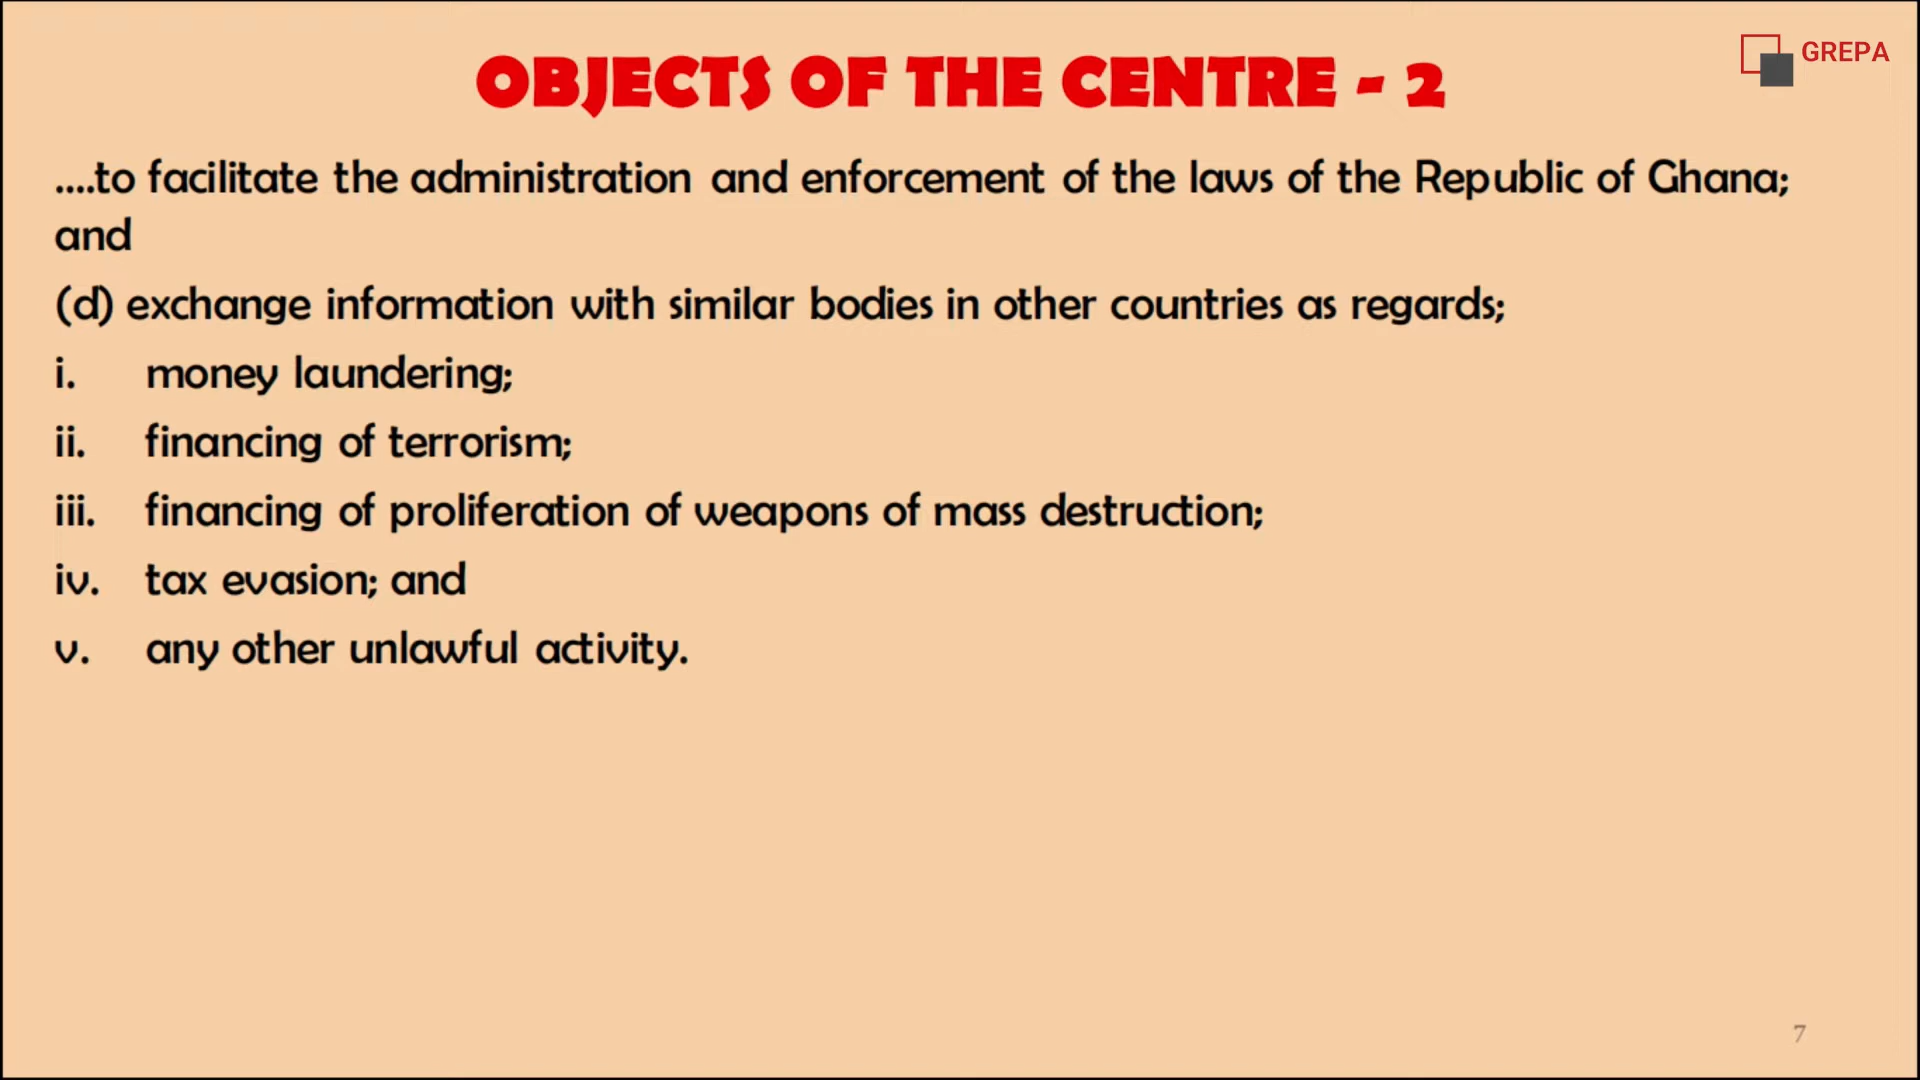 OBJECTS OF THE CENTRE - 2
GREPA
....to facilitate the administration and enforcement of the laws of the Republic of Ghana;
and
(d) exchange information with similar bodies in other countries as regards;
i. money laundering;
ii. financing of terrorism;
iii. financing of proliferation of weapons of mass destruction;
iv. tax evasion; and
v. any other unlawful activity.
7